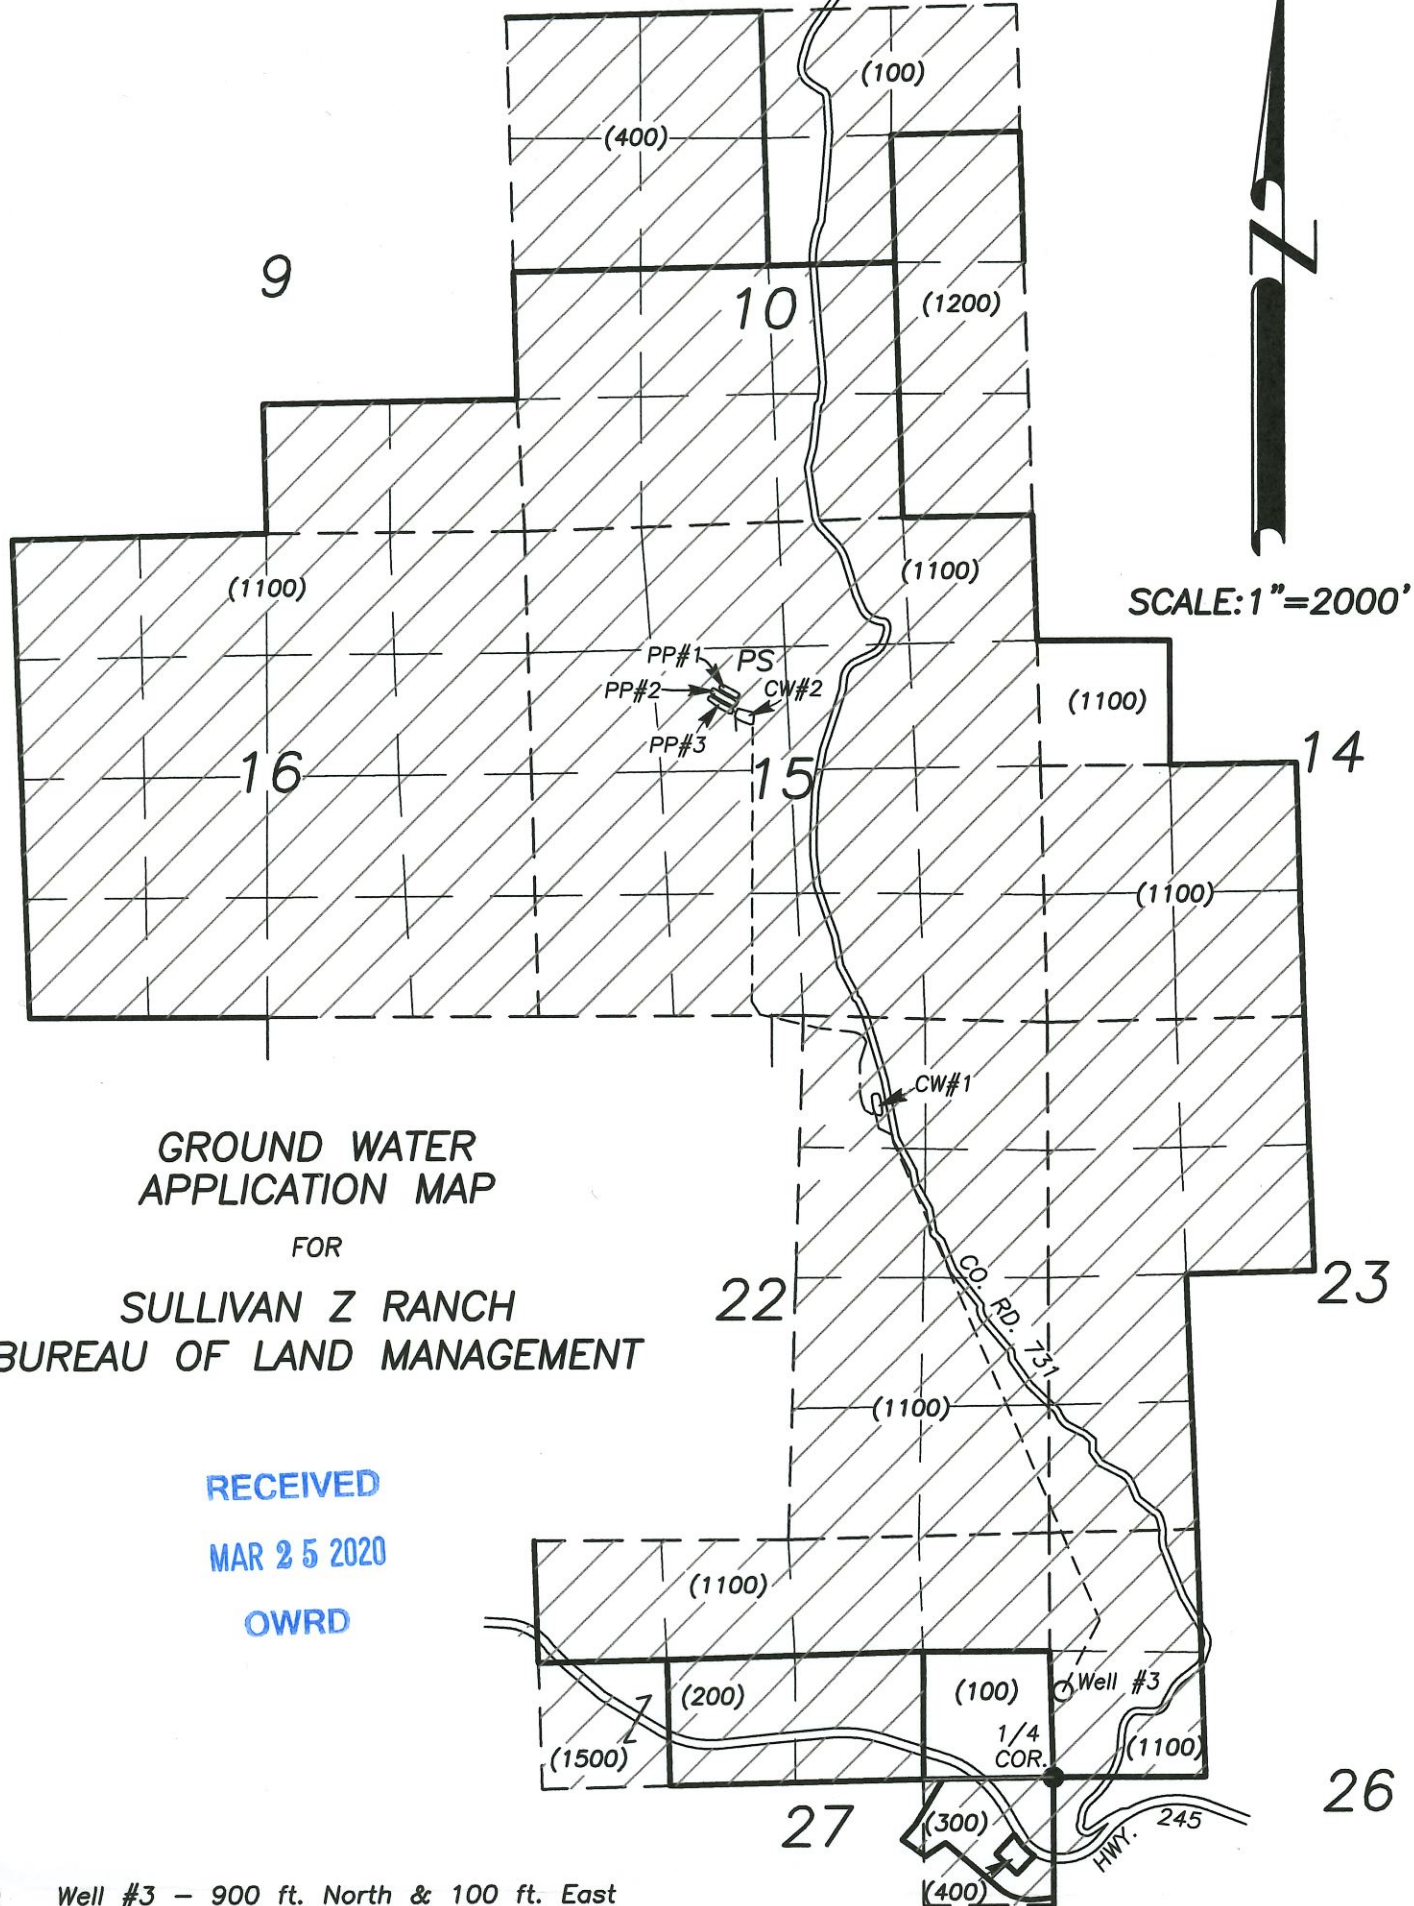 (100)
(400)
9
10
(1200)
(1100)
(1100)
SCALE: 1"=2000'
PP#1
PS
PP#2
CW#2
(1100)
PP#3
14
16
15
(1100)
CW#1
GROUND WATER
APPLICATION MAP
FOR
SULLIVAN Z RANCH
BUREAU OF LAND MANAGEMENT
22
23
CO. RD. 731
(1100)
RECEIVED
MAR 25 2020
OWRD
(1100)
(200)
(100)
Well #3
1/4
COR.
(1500)
(1100)
27
26
(300)
HWY. 245
(400)
Well #3 – 900 ft. North & 100 ft. East